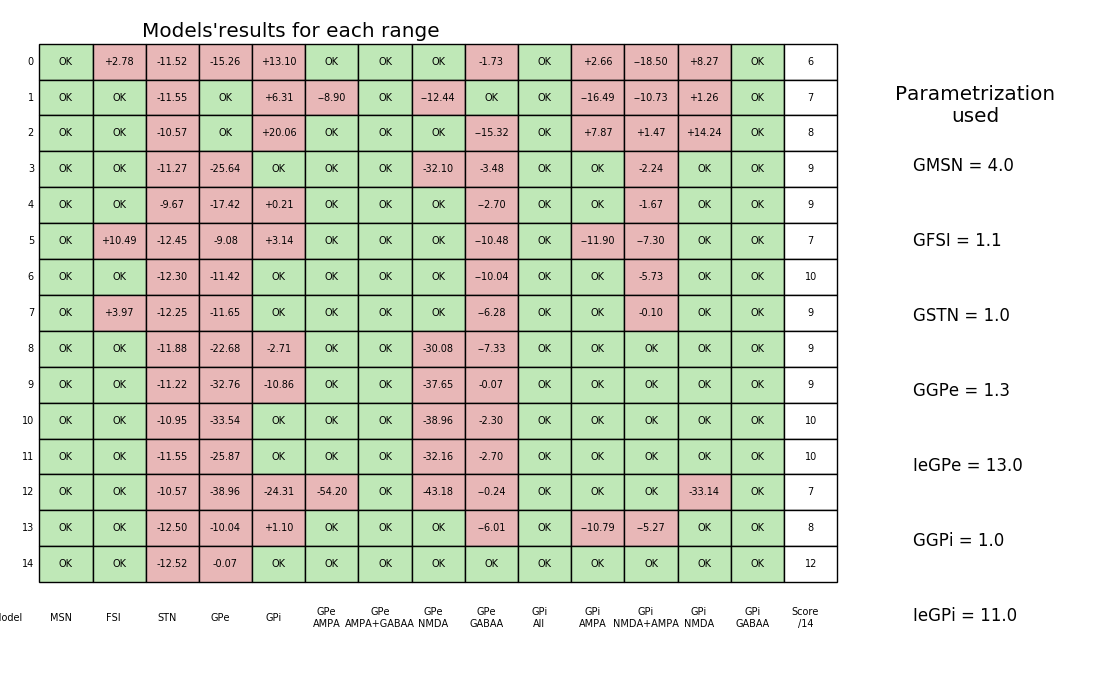 Models'results for each range
0 OK +2.78 -11.52 -15.26 +13.10 OK OK OK -1.73 OK +2.66 --18.50 +8.27 OK 6
1 OK OK -11.55 OK +6.31 --8.90 OK --12.44 OK OK --16.49 --10.73 +1.26 OK 7
2 OK OK -10.57 OK +20.06 OK OK OK --15.32 OK +7.87 +1.47 +14.24 OK 8
3 OK OK -11.27 -25.64 OK OK OK -32.10 -3.48 OK OK -2.24 OK OK 9
4 OK OK -9.67 -17.42 +0.21 OK OK OK --2.70 OK OK -1.67 OK OK 9
5 OK +10.49 -12.45 -9.08 +3.14 OK OK OK --10.48 OK --11.90 --7.30 OK OK 7
6 OK OK -12.30 -11.42 OK OK OK OK --10.04 OK OK -5.73 OK OK 10
7 OK +3.97 -12.25 -11.65 OK OK OK OK --6.28 OK OK -0.10 OK OK 9
8 OK OK -11.88 -22.68 -2.71 OK OK -30.08 --7.33 OK OK OK OK OK 9
9 OK OK -11.22 -32.76 -10.86 OK OK -37.65 -0.07 OK OK OK OK OK 9
10 OK OK -10.95 -33.54 OK OK OK -38.96 -2.30 OK OK OK OK OK 10
11 OK OK -11.55 -25.87 OK OK OK -32.16 -2.70 OK OK OK OK OK 10
12 OK OK -10.57 -38.96 -24.31 -54.20 OK -43.18 --0.24 OK OK OK -33.14 OK 7
13 OK OK -12.50 -10.04 +1.10 OK OK OK --6.01 OK --10.79 --5.27 OK OK 8
14 OK OK -12.52 -0.07 OK OK OK OK OK OK OK OK OK OK 12
odel MSN FSI STN GPe GPi GPe GPe GPe GPe GPi GPi GPi GPi GPi Score
AMPA AMPA+GABAA NMDA GABAA All AMPA NMDA+AMPA NMDA GABAA /14
Parametrization
used
GMSN = 4.0
GFSI = 1.1
GSTN = 1.0
GGPe = 1.3
IeGPe = 13.0
GGPi = 1.0
IeGPi = 11.0